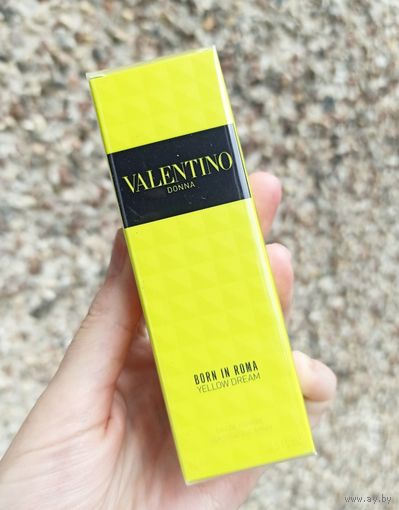 VALENTINO
DONNA
BORN IN ROMA
YELLOW DREAM
www.ay.by